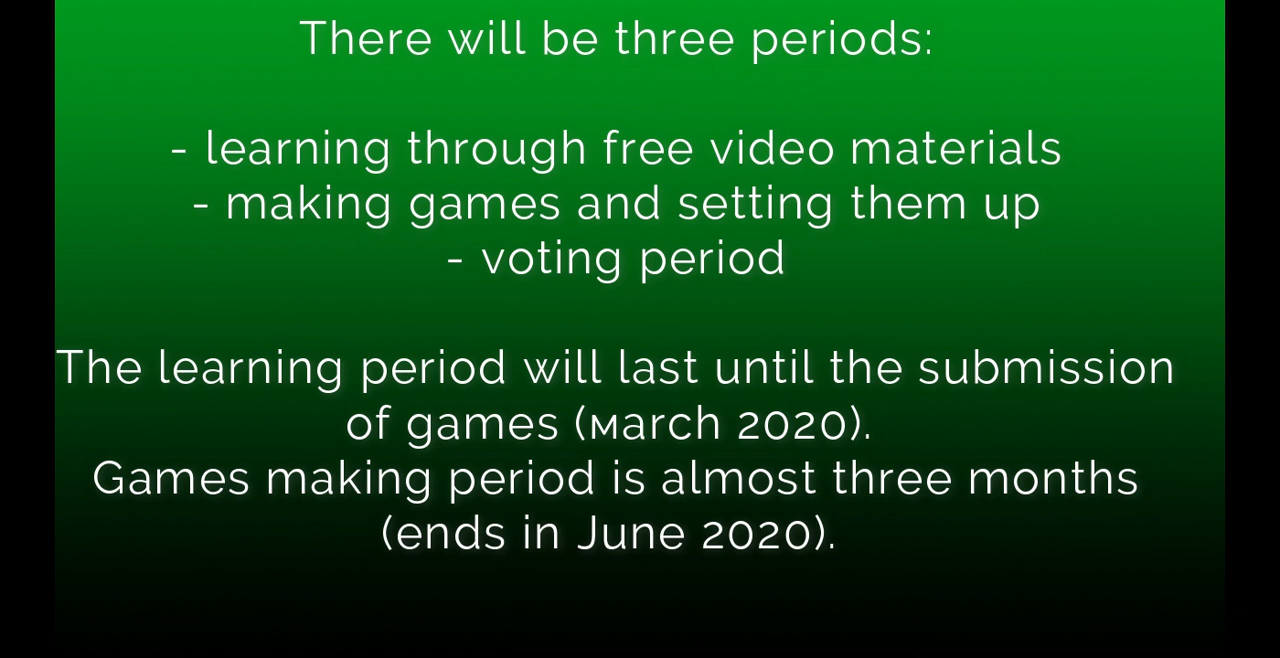 There will be three periods:
- learning through free video materials
- making games and setting them up
- voting period
The learning period will last until the submission
of games (мarch 2020).
Games making period is almost three months
(ends in June 2020).